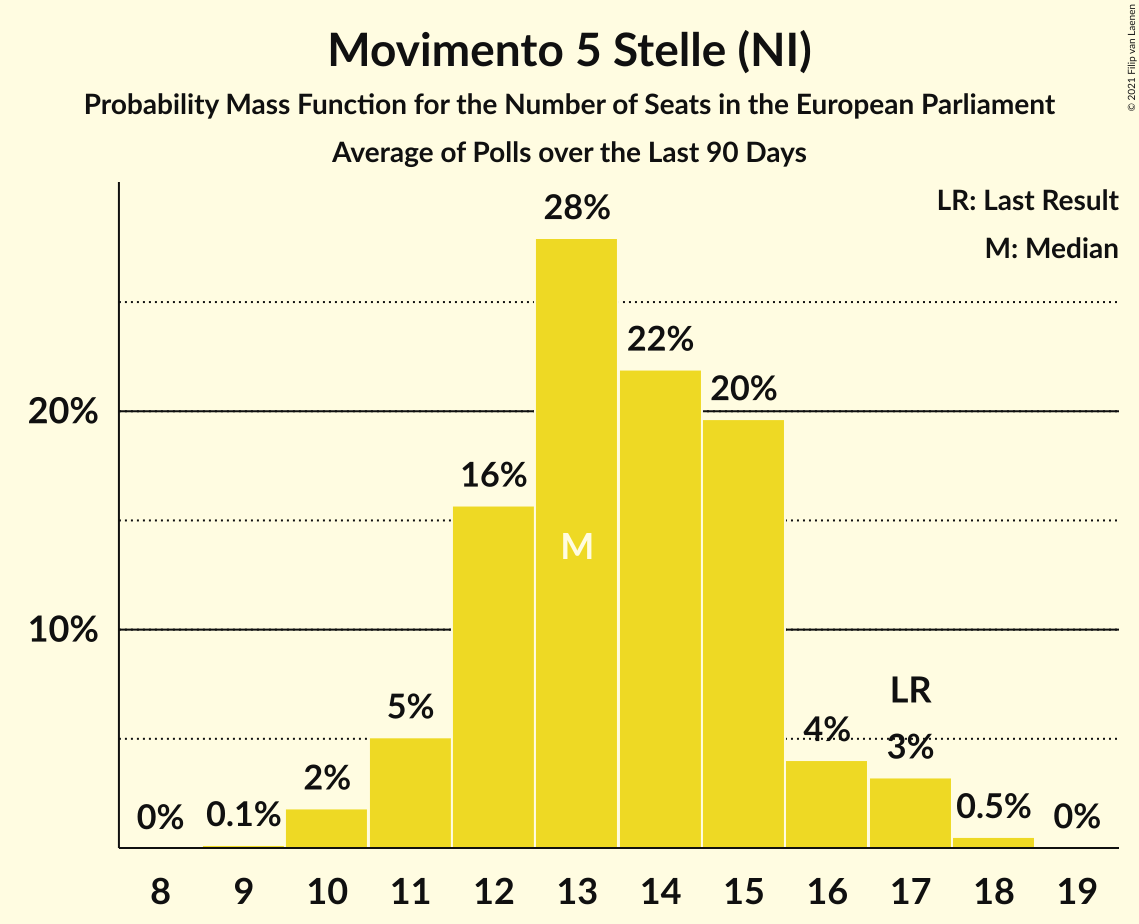 Movimento 5 Stelle (NI)
Probability Mass Function for the Number of Seats in the European Parliament
Average of Polls over the Last 90 Days
© 2021 Filip van Laenen
LR: Last Result
M: Median
28%
22%
20%
20%
16%
M
10%
LR
5%
4%
3%
2%
0%
0.1%
0.5%
0%
8 9 10 11 12 13 14 15 16 17 18 19